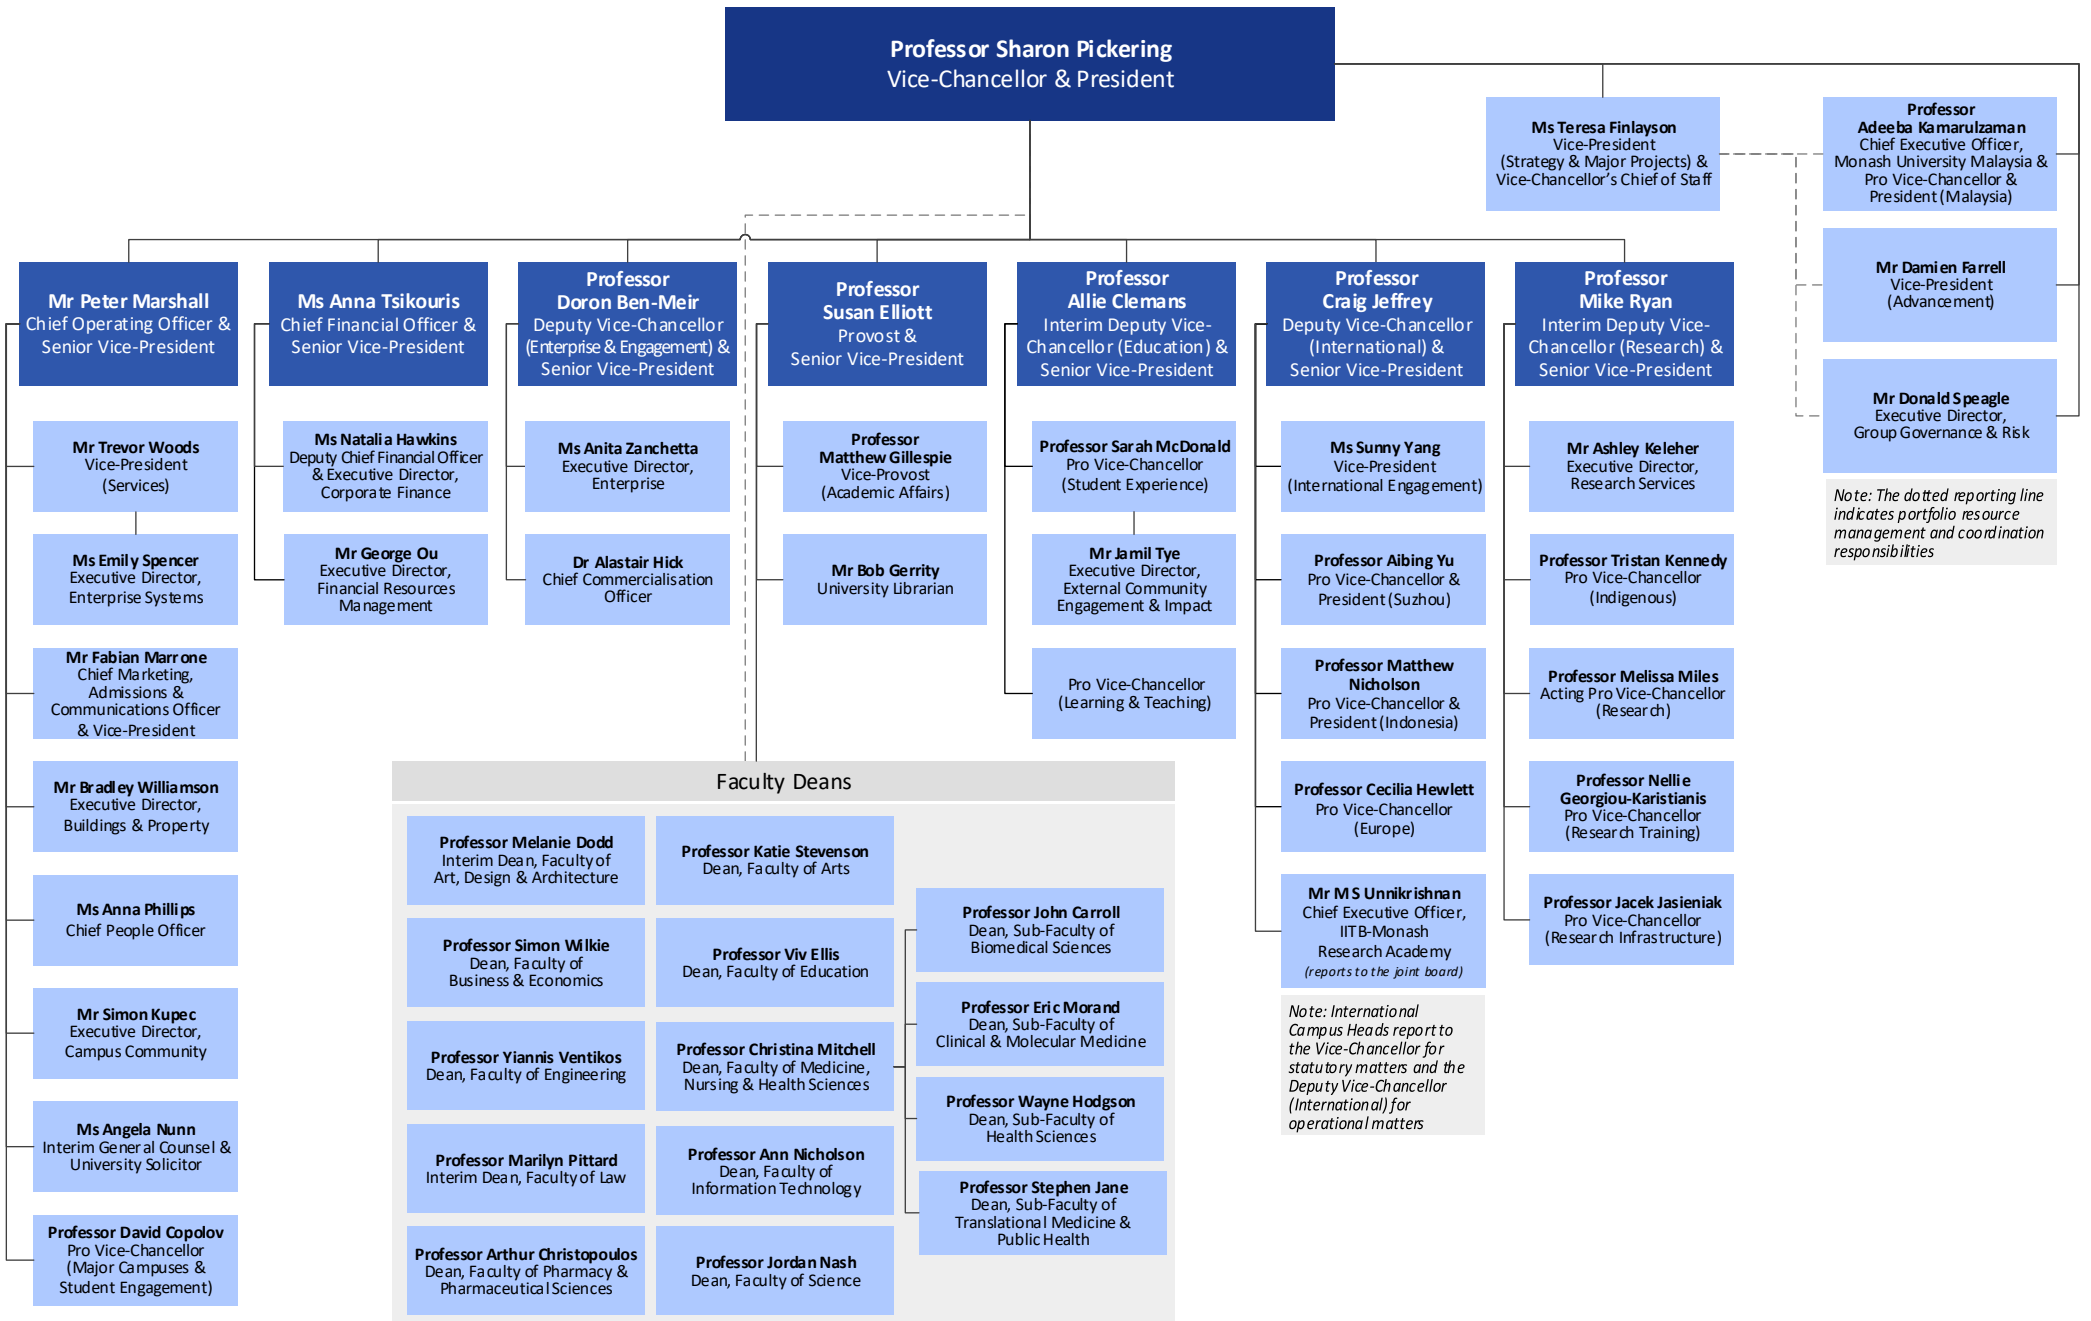 Professor Sharon Pickering
Vice-Chancellor & President
Ms Teresa Finlayson
Vice-President
(Strategy & Major Projects) &
Vice-Chancellor's Chief of Staff
Professor
Adeeba Kamarulzaman
Chief Executive Officer,
Monash University Malaysia &
Pro Vice-Chancellor &
President (Malaysia)
Mr Damien Farrell
Vice-President
(Advancement)
Mr Donald Speagle
Executive Director,
Group Governance & Risk
Note: The dotted reporting line
indicates portfolio resource
management and coordination
responsibilities
Mr Peter Marshall
Chief Operating Officer &
Senior Vice-President
Mr Trevor Woods
Vice-President
(Services)
Ms Emily Spencer
Executive Director,
Enterprise Systems
Mr Fabian Marrone
Chief Marketing,
Admissions &
Communications Officer
& Vice-President
Mr Bradley Williamson
Executive Director,
Buildings & Property
Ms Anna Phillips
Chief People Officer
Mr Simon Kupec
Executive Director,
Campus Community
Ms Angela Nunn
Interim General Counsel &
University Solicitor
Professor David Copolov
Pro Vice-Chancellor
(Major Campuses &
Student Engagement)
Ms Anna Tsikouris
Chief Financial Officer &
Senior Vice-President
Ms Natalia Hawkins
Deputy Chief Financial Officer
& Executive Director,
Corporate Finance
Mr George Ou
Executive Director,
Financial Resources
Management
Professor
Doron Ben-Meir
Deputy Vice-Chancellor
(Enterprise & Engagement) &
Senior Vice-President
Ms Anita Zanchetta
Executive Director,
Enterprise
Dr Alastair Hick
Chief Commercialisation
Officer
Professor
Susan Elliott
Provost &
Senior Vice-President
Professor
Matthew Gillespie
Vice-Provost
(Academic Affairs)
Mr Bob Gerrity
University Librarian
Faculty Deans
Professor Melanie Dodd
Interim Dean, Faculty of
Art, Design & Architecture
Professor Simon Wilkie
Dean, Faculty of
Business & Economics
Professor Yiannis Ventikos
Dean, Faculty of Engineering
Professor Marilyn Pittard
Interim Dean, Faculty of Law
Professor Arthur Christopoulos
Dean, Faculty of Pharmacy &
Pharmaceutical Sciences
Professor Katie Stevenson
Dean, Faculty of Arts
Professor Viv Ellis
Dean, Faculty of Education
Professor Christina Mitchell
Dean, Faculty of Medicine,
Nursing & Health Sciences
Professor Ann Nicholson
Dean, Faculty of
Information Technology
Professor Jordan Nash
Dean, Faculty of Science
Professor John Carroll
Dean, Sub-Faculty of
Biomedical Sciences
Professor Eric Morand
Dean, Sub-Faculty of
Clinical & Molecular Medicine
Professor Wayne Hodgson
Dean, Sub-Faculty of
Health Sciences
Professor Stephen Jane
Dean, Sub-Faculty of
Translational Medicine &
Public Health
Professor
Allie Clemans
Interim Deputy Vice-
Chancellor (Education) &
Senior Vice-President
Professor Sarah McDonald
Pro Vice-Chancellor
(Student Experience)
Mr Jamil Tye
Executive Director,
External Community
Engagement & Impact
Pro Vice-Chancellor
(Learning & Teaching)
Professor
Craig Jeffrey
Deputy Vice-Chancellor
(International) &
Senior Vice-President
Ms Sunny Yang
Vice-President
(International Engagement)
Professor Aibing Yu
Pro Vice-Chancellor &
President (Suzhou)
Professor Matthew
Nicholson
Pro Vice-Chancellor &
President (Indonesia)
Professor Cecilia Hewlett
Pro Vice-Chancellor
(Europe)
Mr M S Unnikrishnan
Chief Executive Officer,
IITB-Monash
Research Academy
(reports to the joint board)
Note: International
Campus Heads report to
the Vice-Chancellor for
statutory matters and the
Deputy Vice-Chancellor
(International) for
operational matters
Professor
Mike Ryan
Interim Deputy Vice-
Chancellor (Research) &
Senior Vice-President
Mr Ashley Keleher
Executive Director,
Research Services
Professor Tristan Kennedy
Pro Vice-Chancellor
(Indigenous)
Professor Melissa Miles
Acting Pro Vice-Chancellor
(Research)
Professor Nellie
Georgiou-Karistianis
Pro Vice-Chancellor
(Research Training)
Professor Jacek Jasieniak
Pro Vice-Chancellor
(Research Infrastructure)